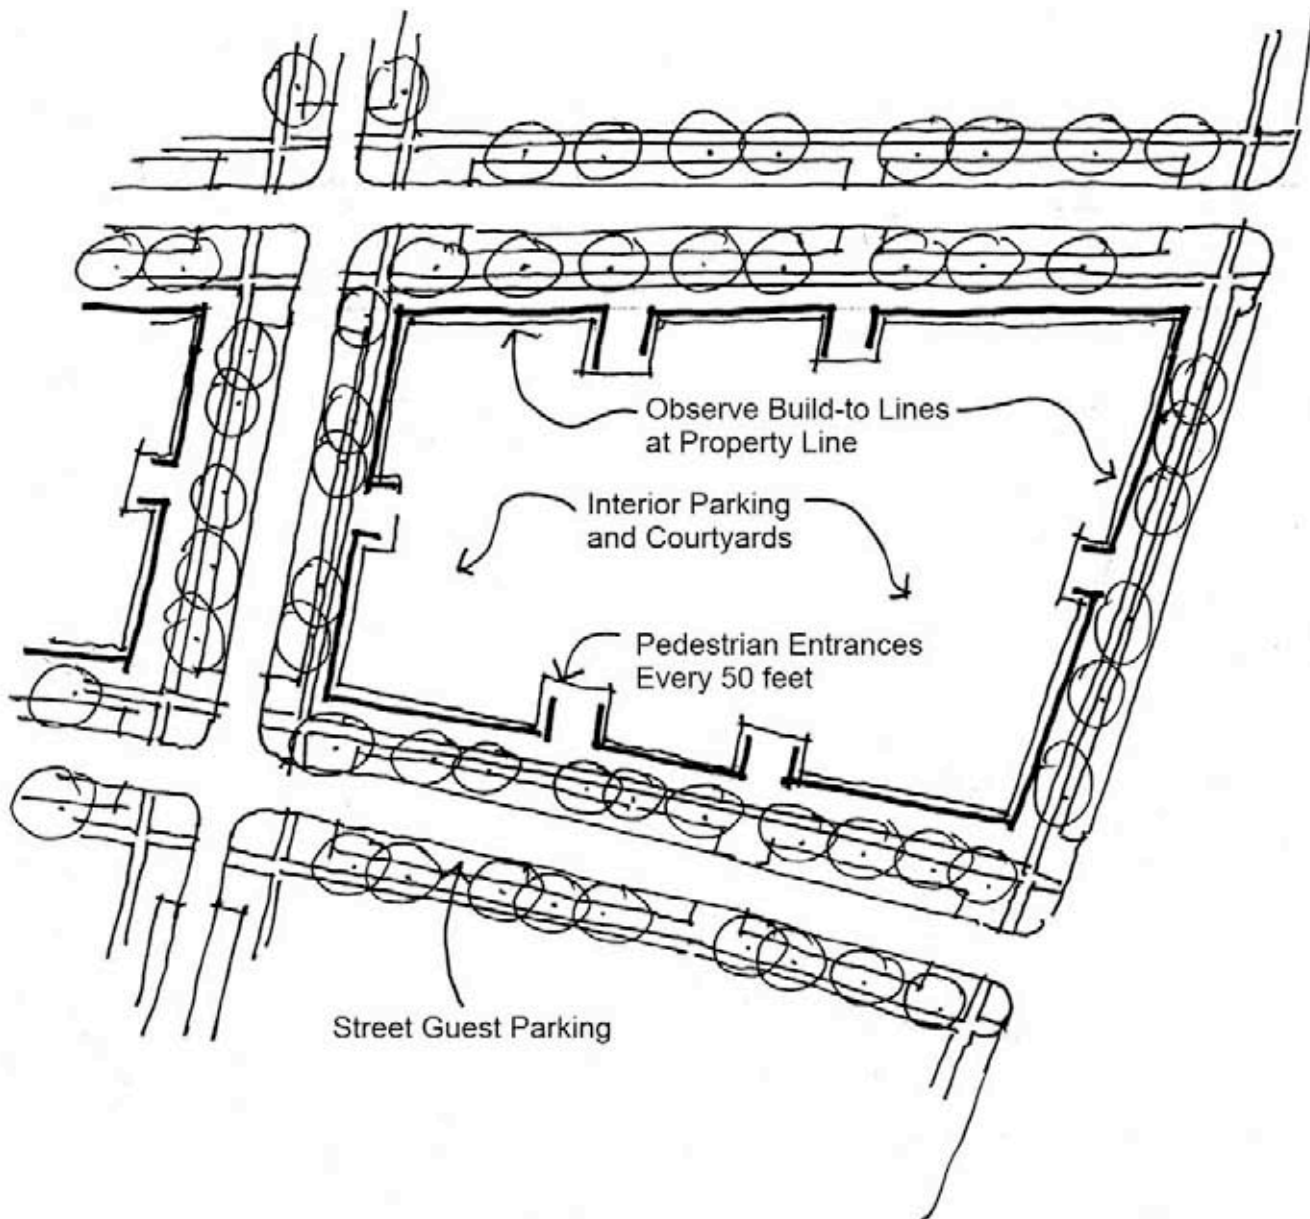 Observe Build-to Lines
at Property Line
Interior Parking
and Courtyards
Pedestrian Entrances
Every 50 feet
Street Guest Parking